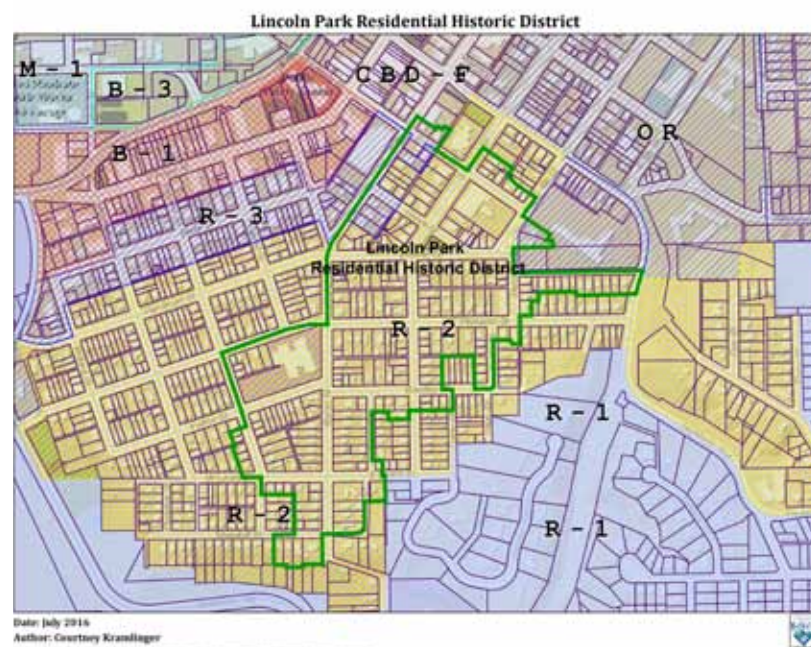 Lincoln Park Residential Historic District
M - 1
B - 3
C B D - F
B - 1
O R
R - 3
Lincoln Park
Residential Historic District
R - 2
R - 1
R - 2
R - 1
Date: July 2016
Author: Courtney Kramlinger